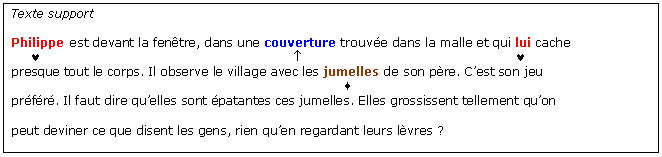 Texte support
Philippe est devant la fenêtre, dans une couverture trouvée dans la malle et qui lui cache
presque tout le corps. Il observe le village avec les jumelles de son père. C’est son jeu
préféré. Il faut dire qu’elles sont épatantes ces jumelles. Elles grossissent tellement qu’on
peut deviner ce que disent les gens, rien qu’en regardant leurs lèvres ?